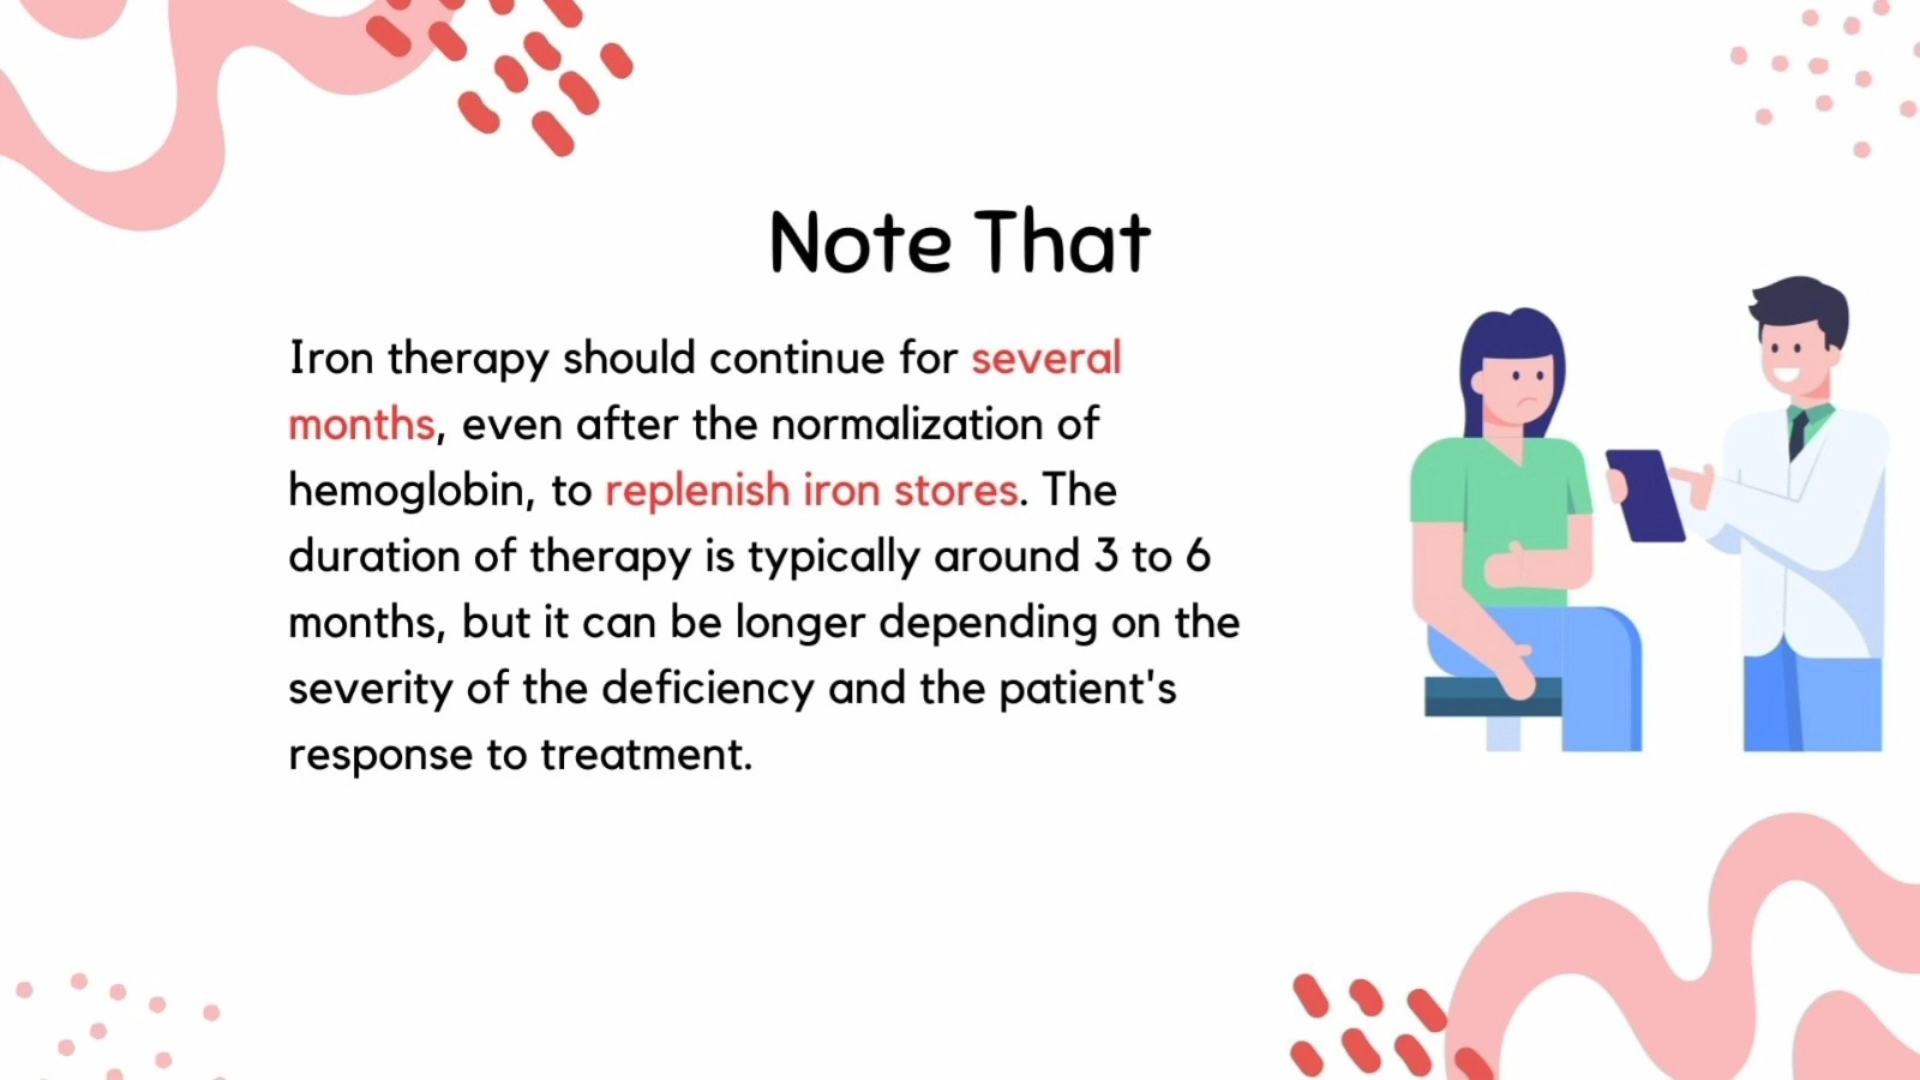 Note That
Iron therapy should continue for several
months, even after the normalization of
hemoglobin, to replenish iron stores. The
duration of therapy is typically around 3 to 6
months, but it can be longer depending on the
severity of the deficiency and the patient's
response to treatment.